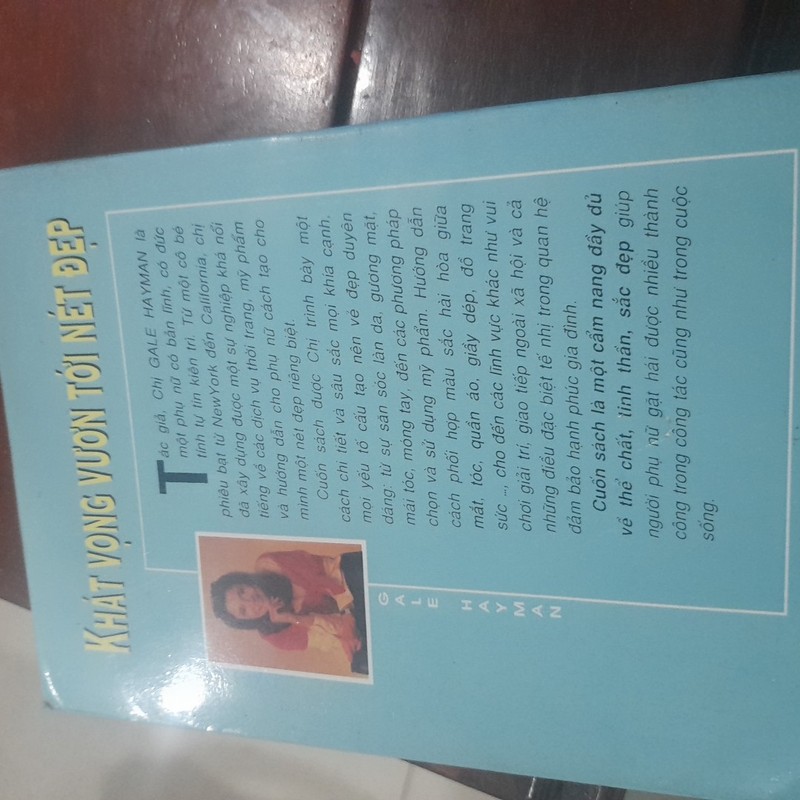 KHÁT VỌNG VƯƠN TỚI NÉT ĐẸP
Tác giả, Chị GALE HAYMAN là
một phụ nữ có bản lĩnh, có đức
tính tự tin kiên trì. Từ một cô bé
phiêu bạt từ NewYork đến California, chị
đã xây dựng được một sự nghiệp khá nổi
tiếng về các dịch vụ thời trang, mỹ phẩm
và hướng dẫn cho phụ nữ cách tạo cho
mình một nét đẹp riêng biệt.
Cuốn sách được Chị trình bày một
cách chi tiết và sâu sắc mọi khía cạnh,
mọi yếu tố cấu tạo nên vẻ đẹp duyên
dáng: từ sự săn sóc làn da, gương mặt,
mái tóc, móng tay, đến các phương pháp
chọn và sử dụng mỹ phẩm. Hướng dẫn
cách phối hợp màu sắc hài hòa giữa
mắt, tóc, quần áo, giầy dép, đồ trang
sức ..., cho đến các lĩnh vực khác như vui
chơi giải trí, giao tiếp ngoài xã hội và cả
những điều đặc biệt tế nhị trong quan hệ
đảm bảo hạnh phúc gia đình.
Cuốn sách là một cẩm nang đầy đủ
về thể chất, tinh thần, sắc đẹp giúp
người phụ nữ gặt hái được nhiều thành
công trong công tác cũng như trong cuộc
sống.
GALE HAYMAN